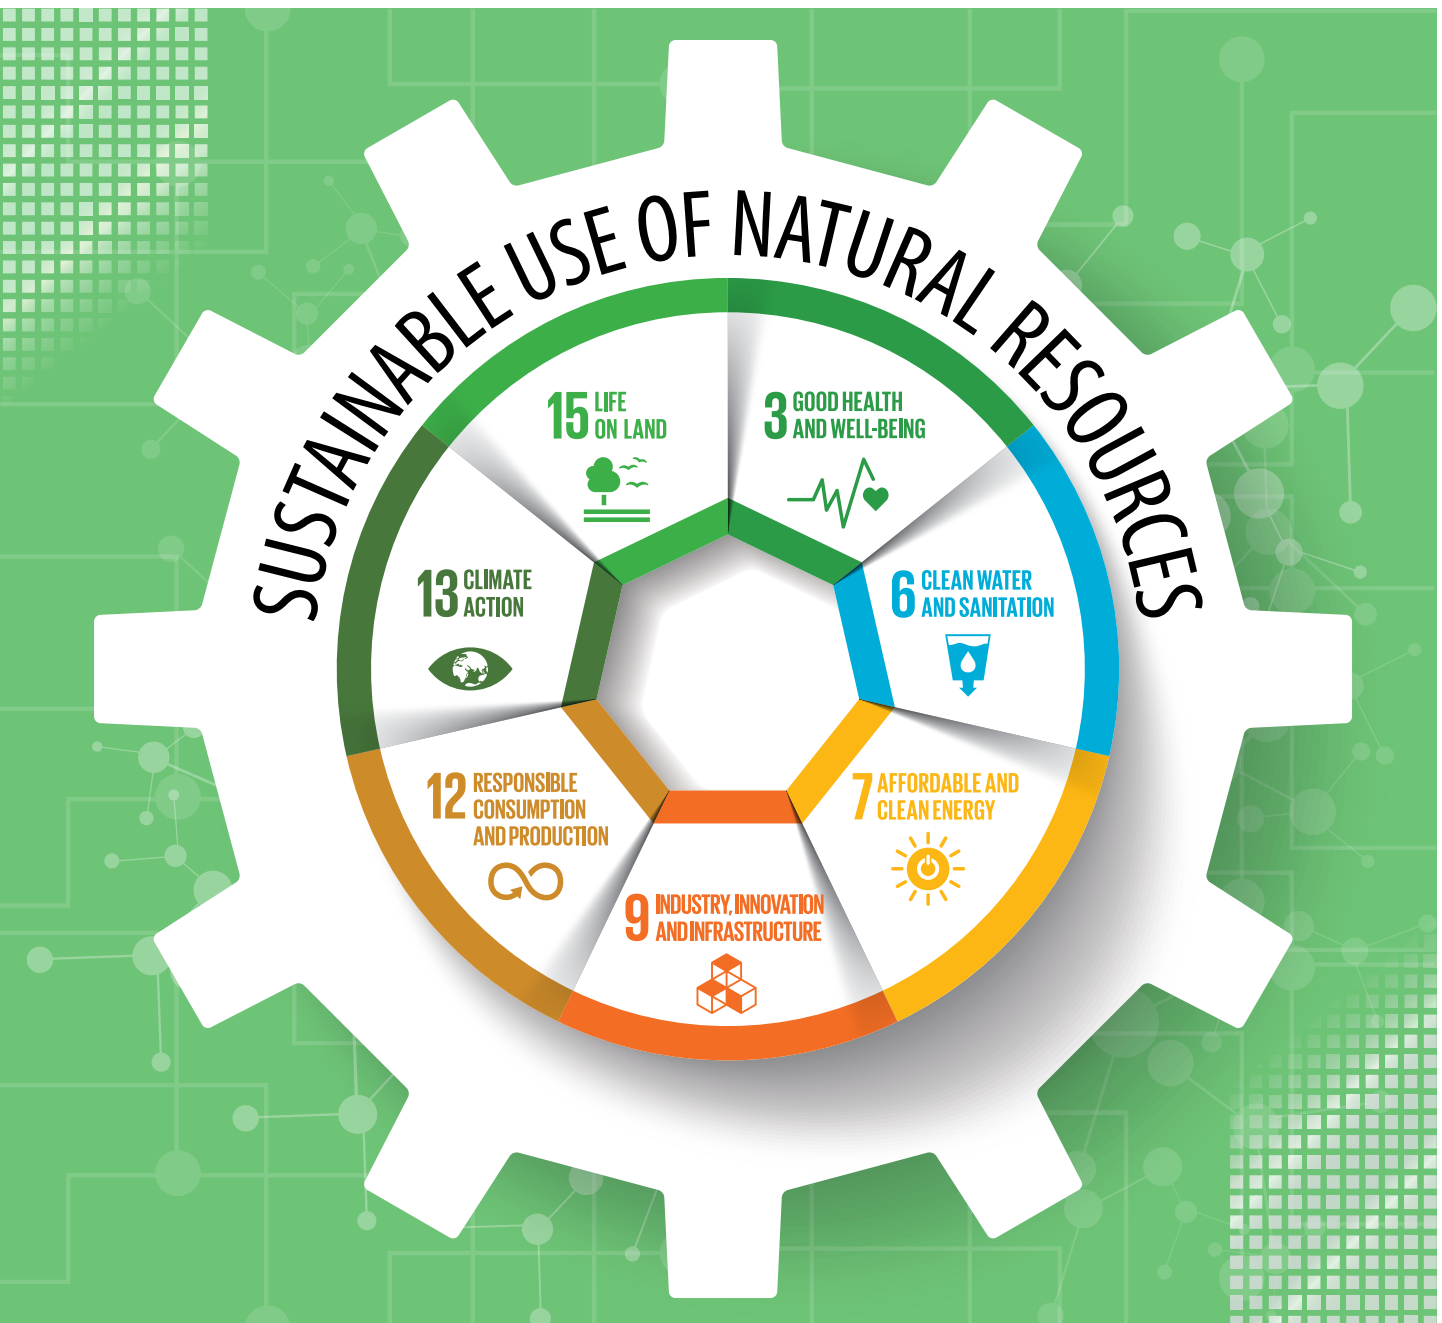 SUSTAINABLE USE OF NATURAL RESOURCES
15 LIFE
ON LAND
3 GOOD HEALTH
AND WELL-BEING
13 CLIMATE
ACTION
6 CLEAN WATER
AND SANITATION
12 RESPONSIBLE
CONSUMPTION
AND PRODUCTION
7 AFFORDABLE AND
CLEAN ENERGY
9 INDUSTRY, INNOVATION
AND INFRASTRUCTURE